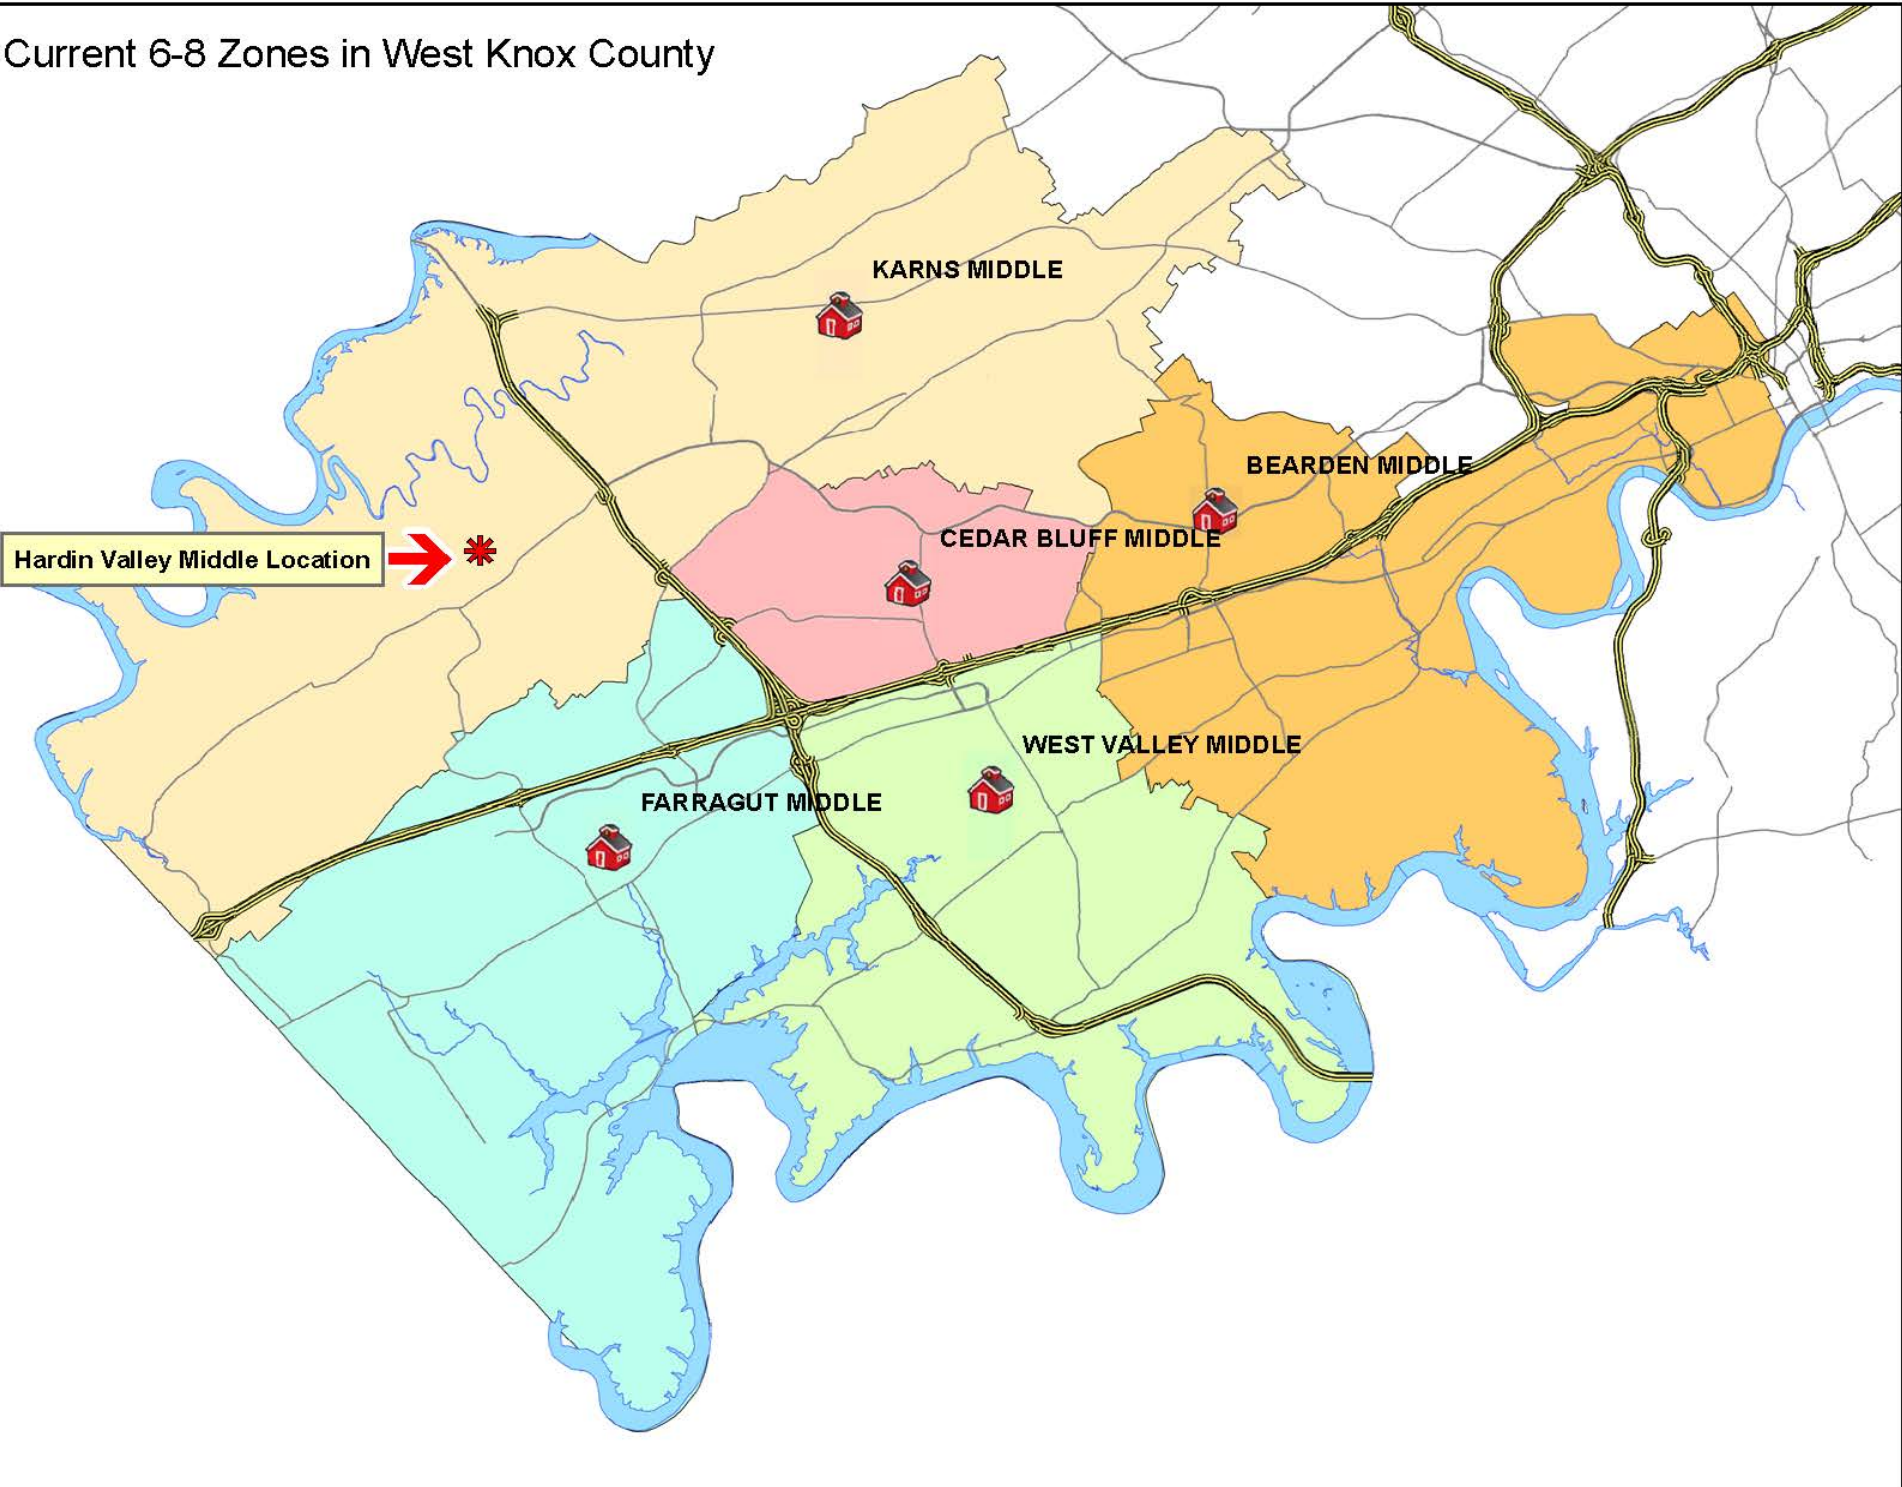 Current 6-8 Zones in West Knox County
KARNS MIDDLE
BEARDEN MIDDLE
CEDAR BLUFF MIDDLE
Hardin Valley Middle Location
WEST VALLEY MIDDLE
FARRAGUT MIDDLE